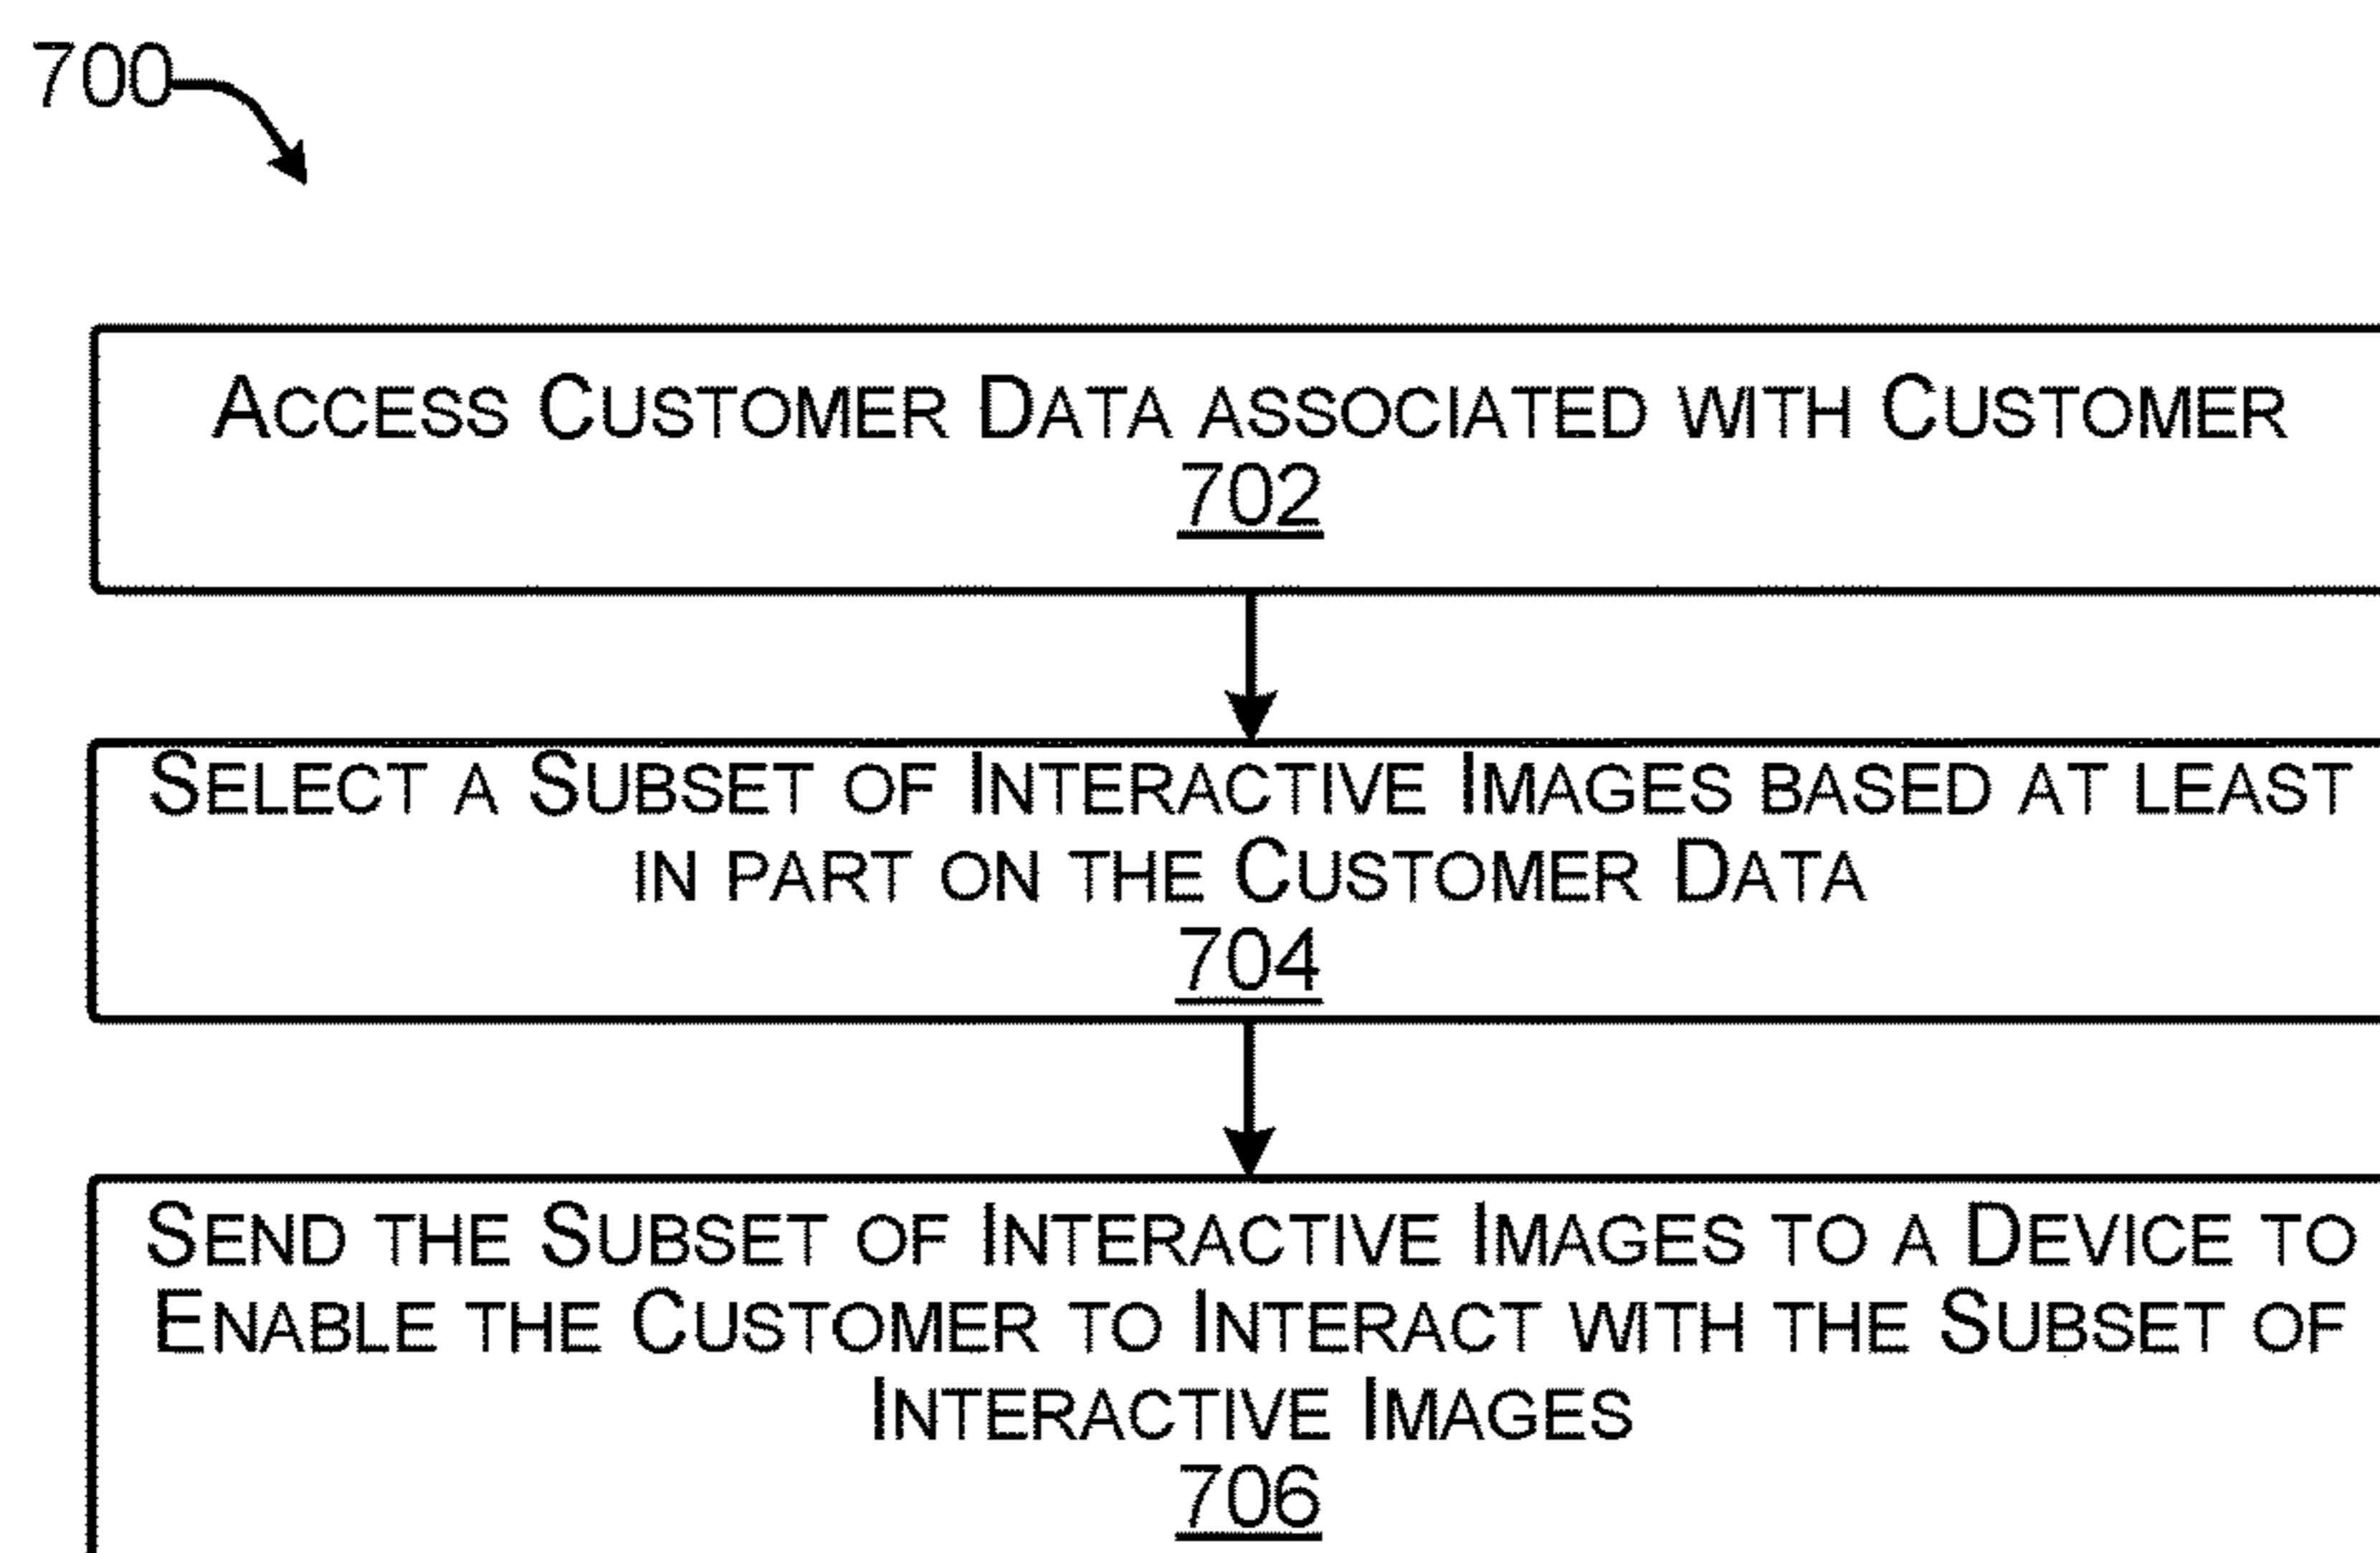 700
Access Customer Data associated with Customer
702
Select a Subset of Interactive Images based at least
in part on the Customer Data
704
Send the Subset of Interactive Images to a Device to
Enable the Customer to Interact with the Subset of
Interactive Images
706